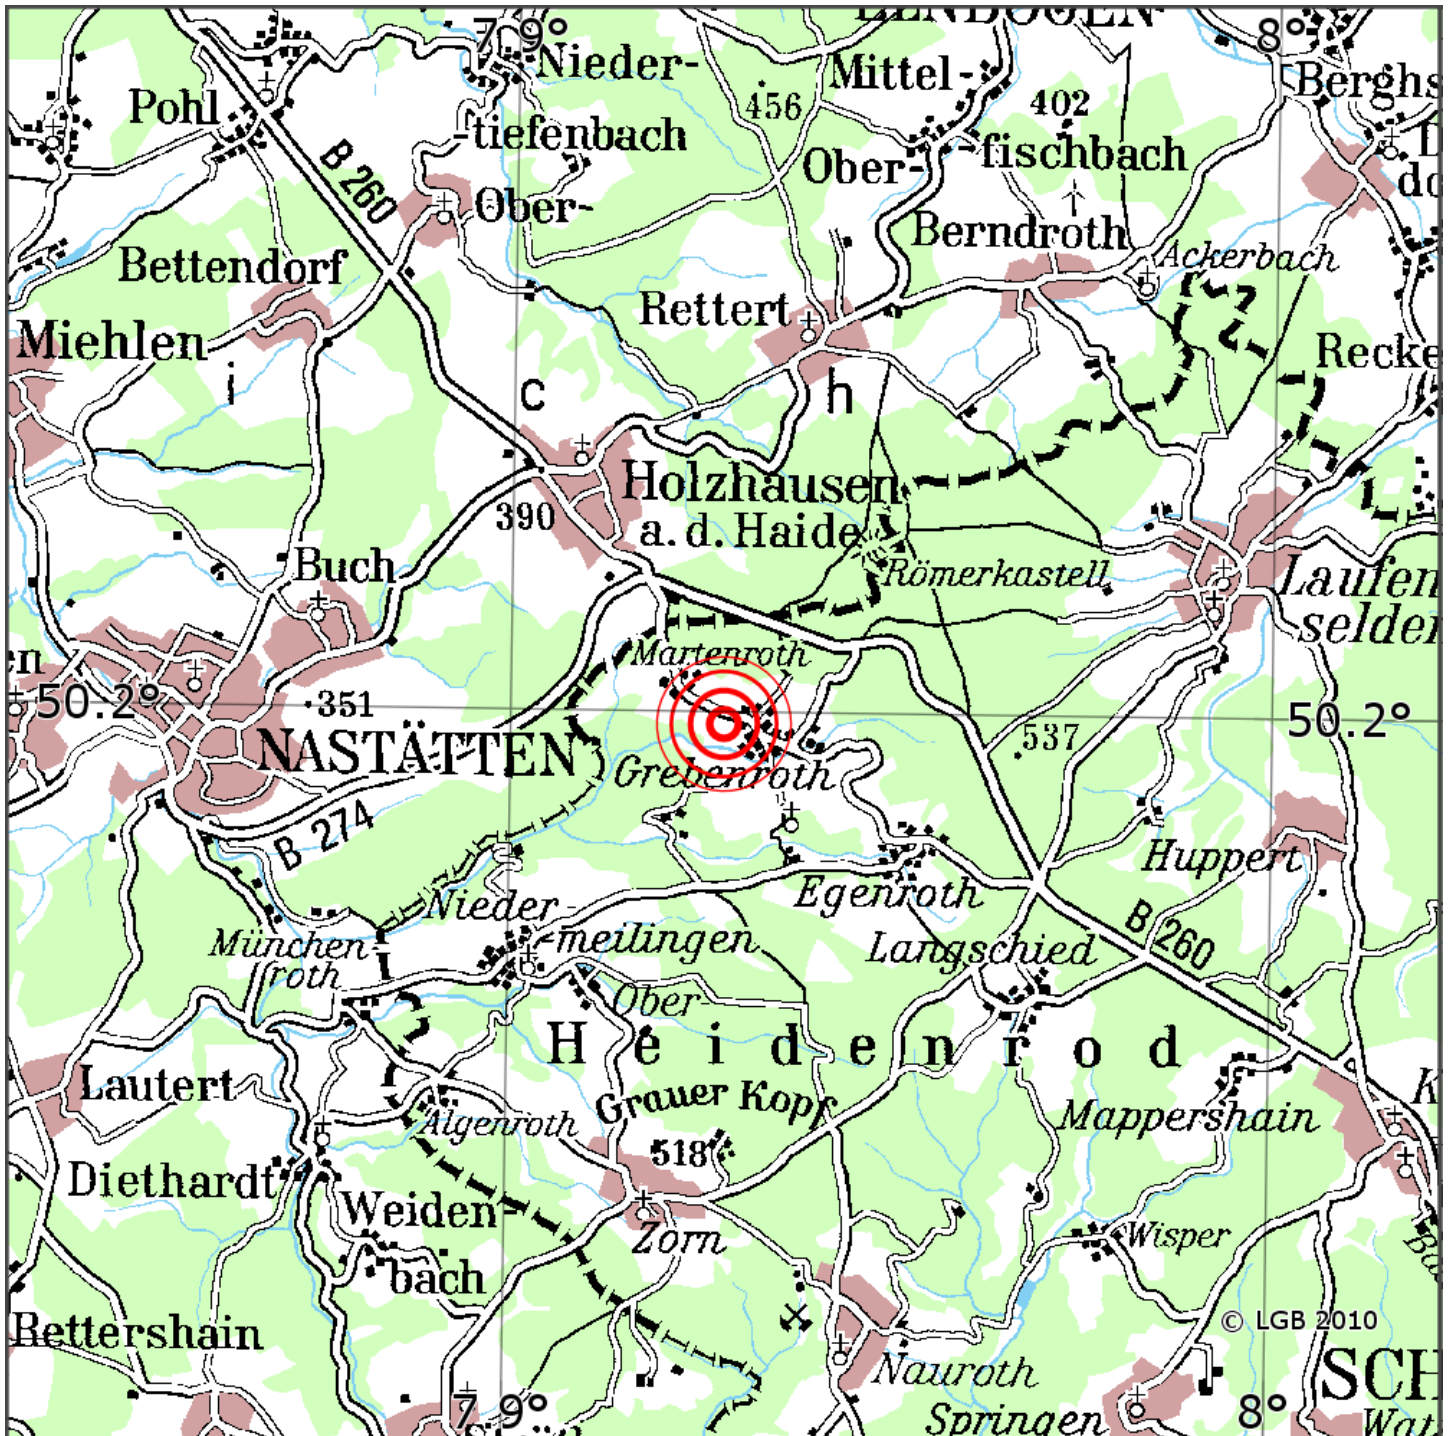 7.9°
8°
Nieder-
-tiefenbach
Pohl
456
Mittel-
402
Berghs
Ober-
-fischbach
B 260
Ober-
Berndroth
Ackerbach
Bettendorf
Rettert
Miehlen
Recke
i
c
h
Holzhausen
a. d. Haide
390
Buch
Römerkastell
Laufen
selden
Martenroth
en
50.2°
351
50.2°
537
NASTÄTTEN
Grebenroth
B 274
Huppert
Egenroth
Nieder-
-meilingen
München-
roth
Langschied
B 260
Ober-
Heidenrod
Lautert
Grauer Kopf
518
Algenroth
Mappershain
K
Diethardt
Weiden-
bach
Zorn
Wisper
Rettershain
© LGB 2010
Nauroth
SCH
7.9°
8°
Springen
Wat